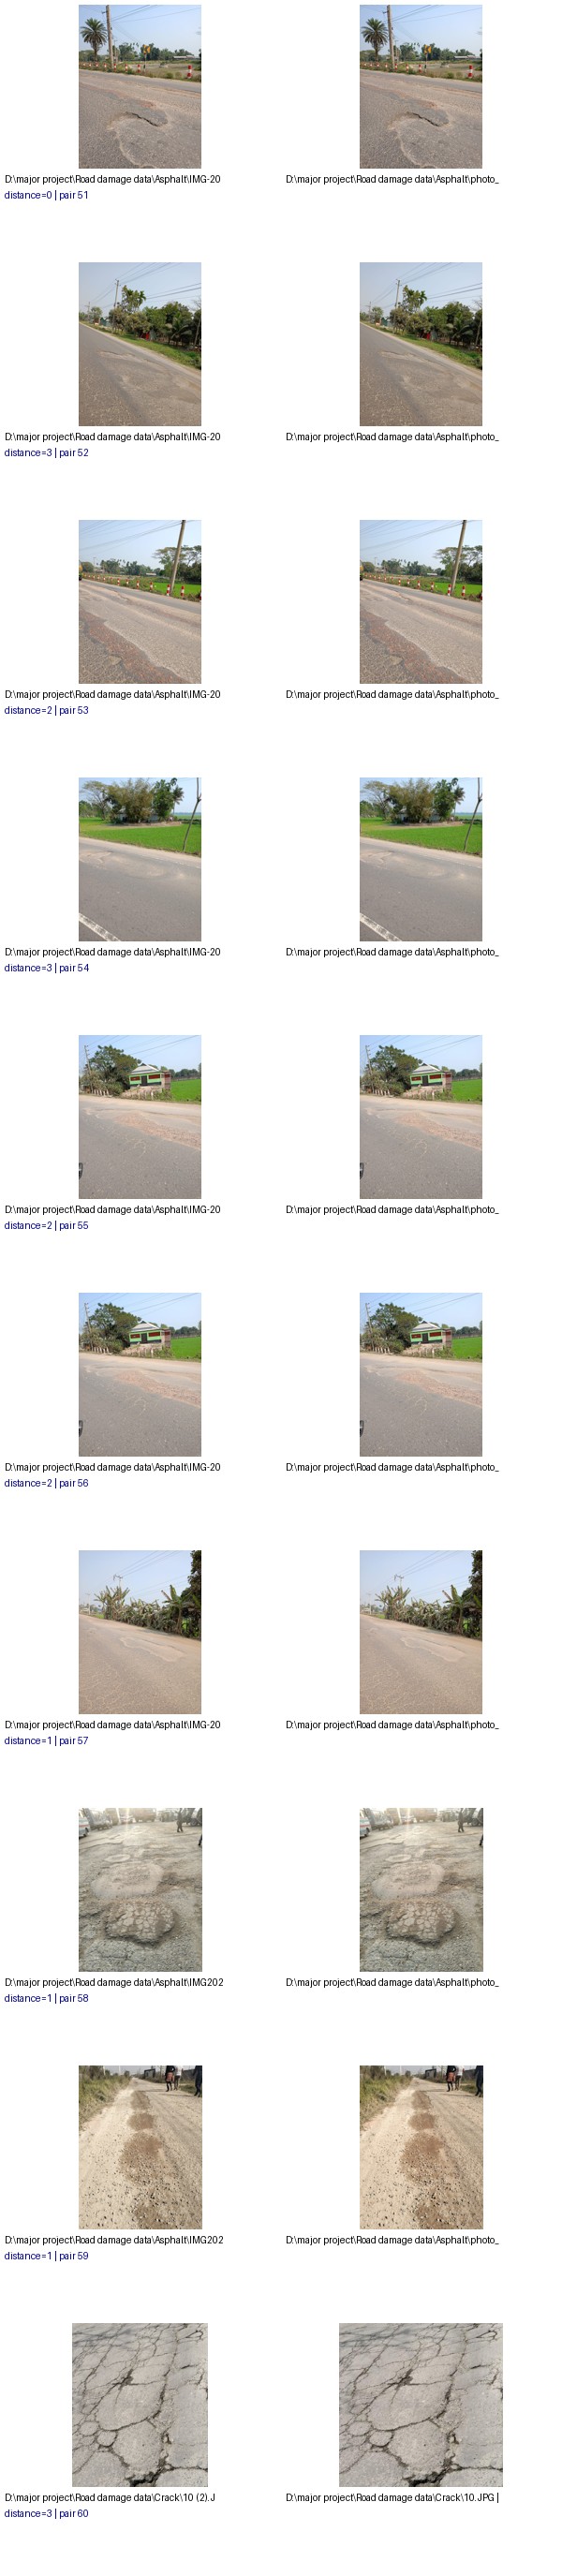 D:\major project\Road damage data\Asphalt\IMG-20 D:\major project\Road damage data\Asphalt\photo_
distance=0 | pair 51
D:\major project\Road damage data\Asphalt\IMG-20 D:\major project\Road damage data\Asphalt\photo_
distance=3 | pair 52
D:\major project\Road damage data\Asphalt\IMG-20 D:\major project\Road damage data\Asphalt\photo_
distance=2 | pair 53
D:\major project\Road damage data\Asphalt\IMG-20 D:\major project\Road damage data\Asphalt\photo_
distance=3 | pair 54
D:\major project\Road damage data\Asphalt\IMG-20 D:\major project\Road damage data\Asphalt\photo_
distance=2 | pair 55
D:\major project\Road damage data\Asphalt\IMG-20 D:\major project\Road damage data\Asphalt\photo_
distance=2 | pair 56
D:\major project\Road damage data\Asphalt\IMG-20 D:\major project\Road damage data\Asphalt\photo_
distance=1 | pair 57
D:\major project\Road damage data\Asphalt\IMG202 D:\major project\Road damage data\Asphalt\photo_
distance=1 | pair 58
D:\major project\Road damage data\Asphalt\IMG202 D:\major project\Road damage data\Asphalt\photo_
distance=1 | pair 59
D:\major project\Road damage data\Crack\10 (2).J D:\major project\Road damage data\Crack\10.JPG |
distance=3 | pair 60